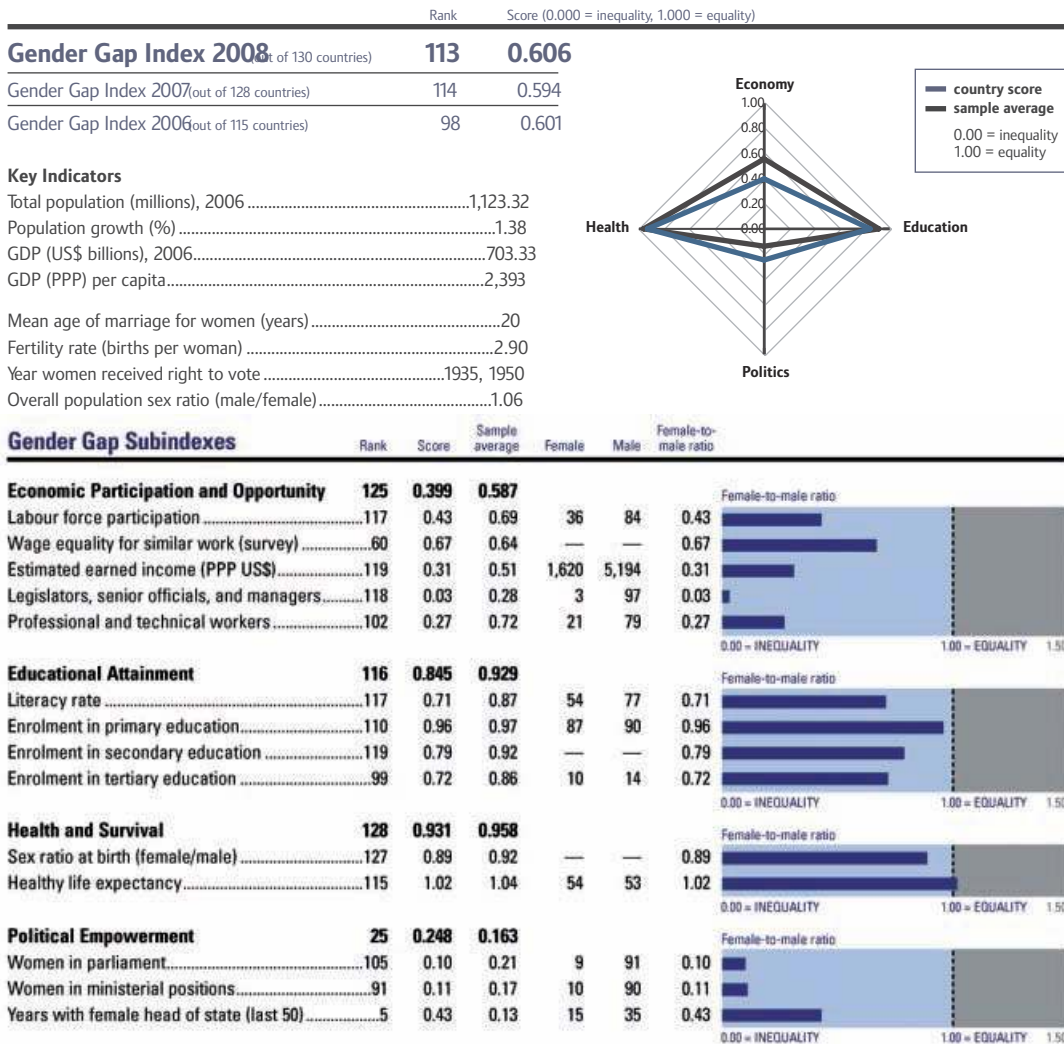 Rank Score (0.000 = inequality, 1.000 = equality)
Gender Gap Index 2008 (out of 130 countries) 113 0.606
Gender Gap Index 2007 (out of 128 countries) 114 0.594
Gender Gap Index 2006 (out of 115 countries) 98 0.601
Key Indicators
Total population (millions), 2006 ..........1,123.32
Population growth (%) ..........1.38
GDP (US$ billions), 2006..........703.33
GDP (PPP) per capita..........2,393
Mean age of marriage for women (years) ..........20
Fertility rate (births per woman) ..........2.90
Year women received right to vote ..........1935, 1950
Overall population sex ratio (male/female)..........1.06
Economy
1.00
0.80
0.60
0.40
0.20
0.00
Health
Education
Politics
country score
sample average
0.00 = inequality
1.00 = equality
Gender Gap Subindexes Rank Score Sample average Female Male Female-to-male ratio
Economic Participation and Opportunity 125 0.399 0.587
Female-to-male ratio
Labour force participation ..........117 0.43 0.69 36 84 0.43
Wage equality for similar work (survey) ..........60 0.67 0.64 — — 0.67
Estimated earned income (PPP US$)..........119 0.31 0.51 1,620 5,194 0.31
Legislators, senior officials, and managers..........118 0.03 0.28 3 97 0.03
Professional and technical workers ..........102 0.27 0.72 21 79 0.27
0.00 = INEQUALITY 1.00 = EQUALITY 1.50
Educational Attainment 116 0.845 0.929
Female-to-male ratio
Literacy rate ..........117 0.71 0.87 54 77 0.71
Enrolment in primary education..........110 0.96 0.97 87 90 0.96
Enrolment in secondary education ..........119 0.79 0.92 — — 0.79
Enrolment in tertiary education ..........99 0.72 0.86 10 14 0.72
0.00 = INEQUALITY 1.00 = EQUALITY 1.50
Health and Survival 128 0.931 0.958
Female-to-male ratio
Sex ratio at birth (female/male) ..........127 0.89 0.92 — — 0.89
Healthy life expectancy..........115 1.02 1.04 54 53 1.02
0.00 = INEQUALITY 1.00 = EQUALITY 1.50
Political Empowerment 25 0.248 0.163
Female-to-male ratio
Women in parliament..........105 0.10 0.21 9 91 0.10
Women in ministerial positions..........91 0.11 0.17 10 90 0.11
Years with female head of state (last 50) ..........5 0.43 0.13 15 35 0.43
0.00 = INEQUALITY 1.00 = EQUALITY 1.50